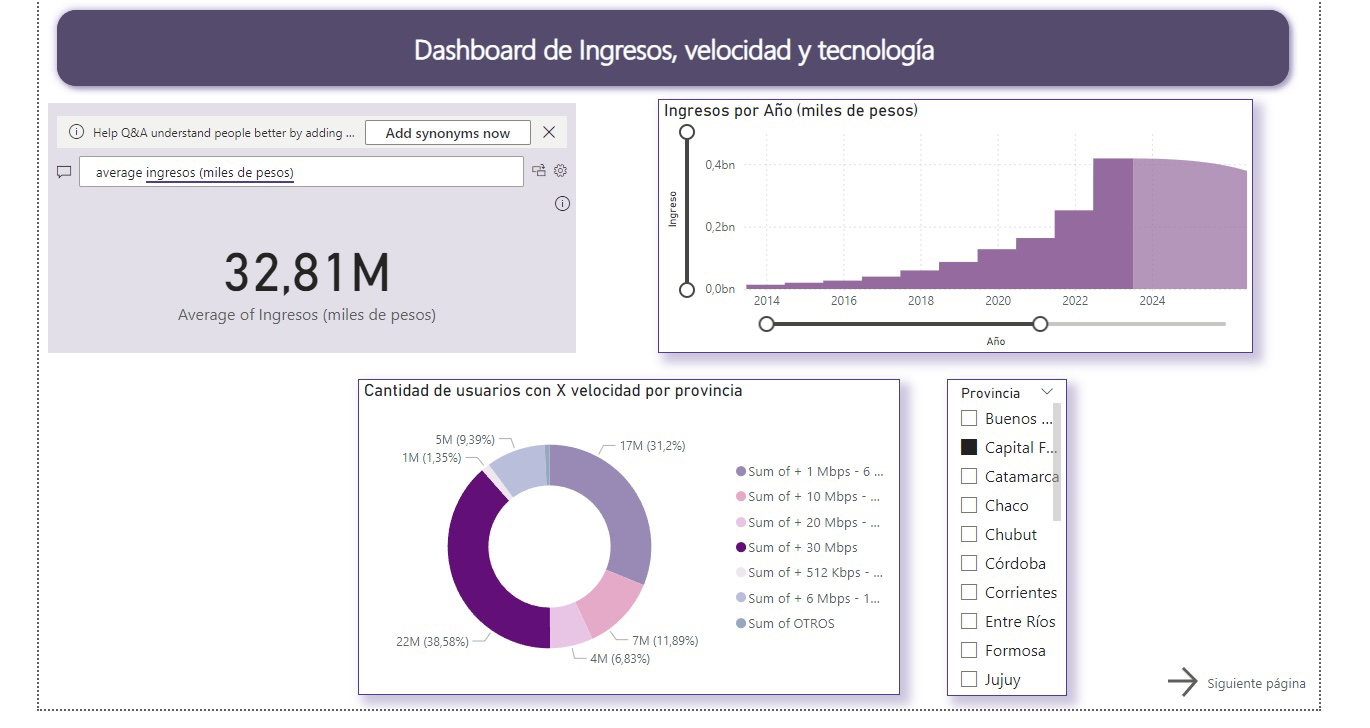 Dashboard de Ingresos, velocidad y tecnología
Help Q&A understand people better by adding ...
Add synonyms now
average ingresos (miles de pesos)
32,81M
Average of Ingresos (miles de pesos)
Ingresos por Año (miles de pesos)
Ingreso
0,4bn
0,2bn
0,0bn
2014 2016 2018 2020 2022 2024
Año
Cantidad de usuarios con X velocidad por provincia
5M (9,39%)
1M (1,35%)
17M (31,2%)
22M (38,58%)
7M (11,89%)
4M (6,83%)
Sum of + 1 Mbps - 6 ...
Sum of + 10 Mbps - ...
Sum of + 20 Mbps - ...
Sum of + 30 Mbps
Sum of + 512 Kbps - ...
Sum of + 6 Mbps - 1...
Sum of OTROS
Provincia
Buenos ...
Capital F...
Catamarca
Chaco
Chubut
Córdoba
Corrientes
Entre Ríos
Formosa
Jujuy
Siguiente página